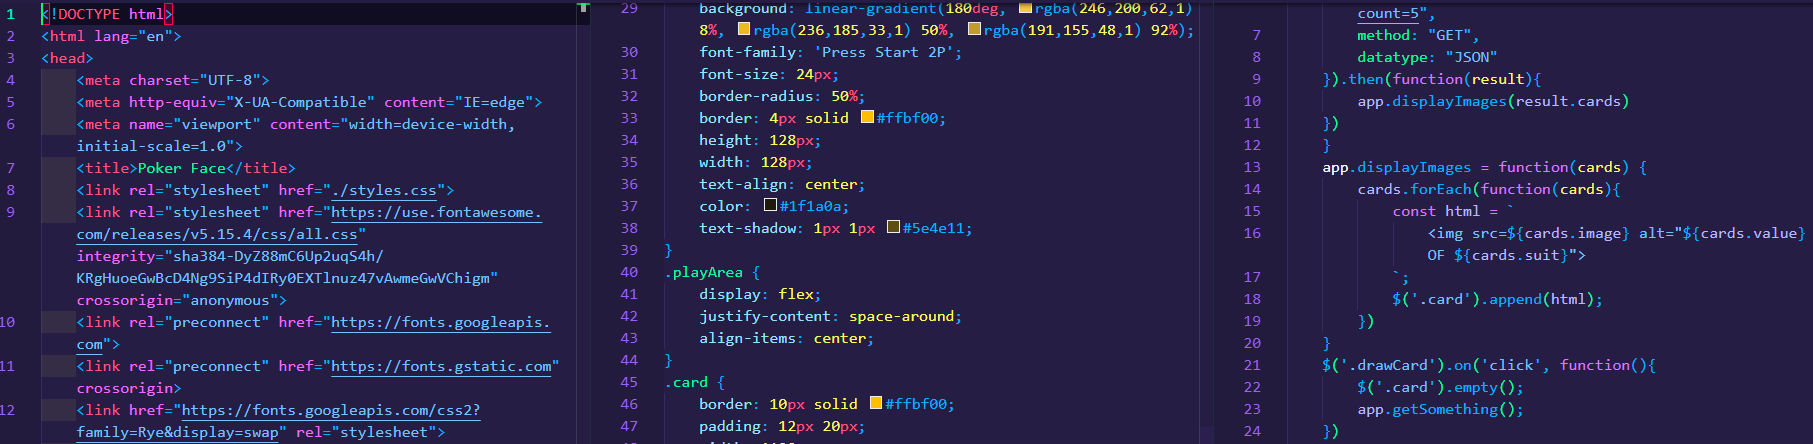 1 <!DOCTYPE html>
2 <html lang="en">
3 <head>
4 <meta charset="UTF-8">
5 <meta http-equiv="X-UA-Compatible" content="IE=edge">
6 <meta name="viewport" content="width=device-width,
initial-scale=1.0">
7 <title>Poker Face</title>
8 <link rel="stylesheet" href="./styles.css">
9 <link rel="stylesheet" href="https://use.fontawesome.
com/releases/v5.15.4/css/all.css"
integrity="sha384-DyZ88mC6Up2uqS4h/
KRgHuoeGwBcD4Ng9SiP4dIRy0EXTlnuz47vAwmeGwVChigm"
crossorigin="anonymous">
10 <link rel="preconnect" href="https://fonts.googleapis.
com">
11 <link rel="preconnect" href="https://fonts.gstatic.com"
crossorigin>
12 <link href="https://fonts.googleapis.com/css2?
family=Rye&display=swap" rel="stylesheet">
29 background: linear-gradient(180deg, rgba(246,200,62,1)
8%, rgba(236,185,33,1) 50%, rgba(191,155,48,1) 92%);
30 font-family: 'Press Start 2P';
31 font-size: 24px;
32 border-radius: 50%;
33 border: 4px solid #ffbf00;
34 height: 128px;
35 width: 128px;
36 text-align: center;
37 color: #1f1a0a;
38 text-shadow: 1px 1px #5e4e11;
39 }
40 .playArea {
41 display: flex;
42 justify-content: space-around;
43 align-items: center;
44 }
45 .card {
46 border: 10px solid #ffbf00;
47 padding: 12px 20px;
count=5",
7 method: "GET",
8 datatype: "JSON"
9 }).then(function(result){
10 app.displayImages(result.cards)
11 })
12 }
13 app.displayImages = function(cards) {
14 cards.forEach(function(cards){
15 const html = `
16 <img src=${cards.image} alt="${cards.value}
OF ${cards.suit}">
17 `;
18 $('.card').append(html);
19 })
20 }
21 $('.drawCard').on('click', function(){
22 $('.card').empty();
23 app.getSomething();
24 })